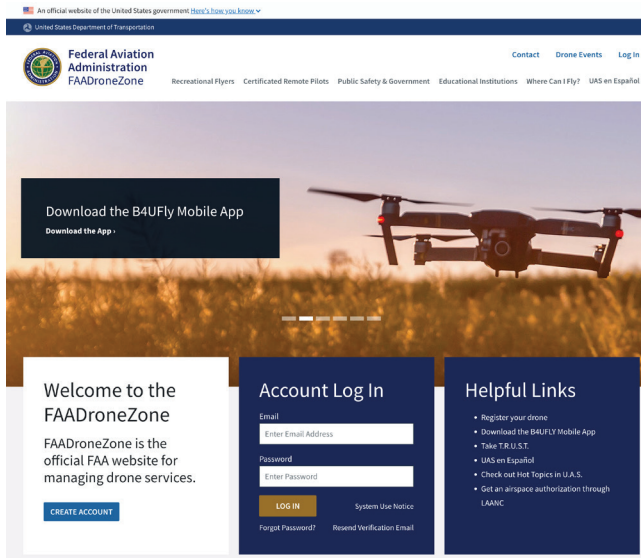 An official website of the United States government Here's how you know
United States Department of Transportation
Federal Aviation
Administration
FAADroneZone
Contact Drone Events Log In
Recreational Flyers Certificated Remote Pilots Public Safety & Government Educational Institutions Where Can I Fly? UAS en Español
Download the B4UFly Mobile App
Download the App ›
Welcome to the
FAADroneZone
FAADroneZone is the
official FAA website for
managing drone services.
CREATE ACCOUNT
Account Log In
Email
Enter Email Address
Password
Enter Password
LOG IN System Use Notice
Forgot Password? Resend Verification Email
Helpful Links
• Register your drone
• Download the B4UFLY Mobile App
• Take T.R.U.S.T.
• UAS en Español
• Check out Hot Topics in U.A.S.
• Get an airspace authorization through
LAANC